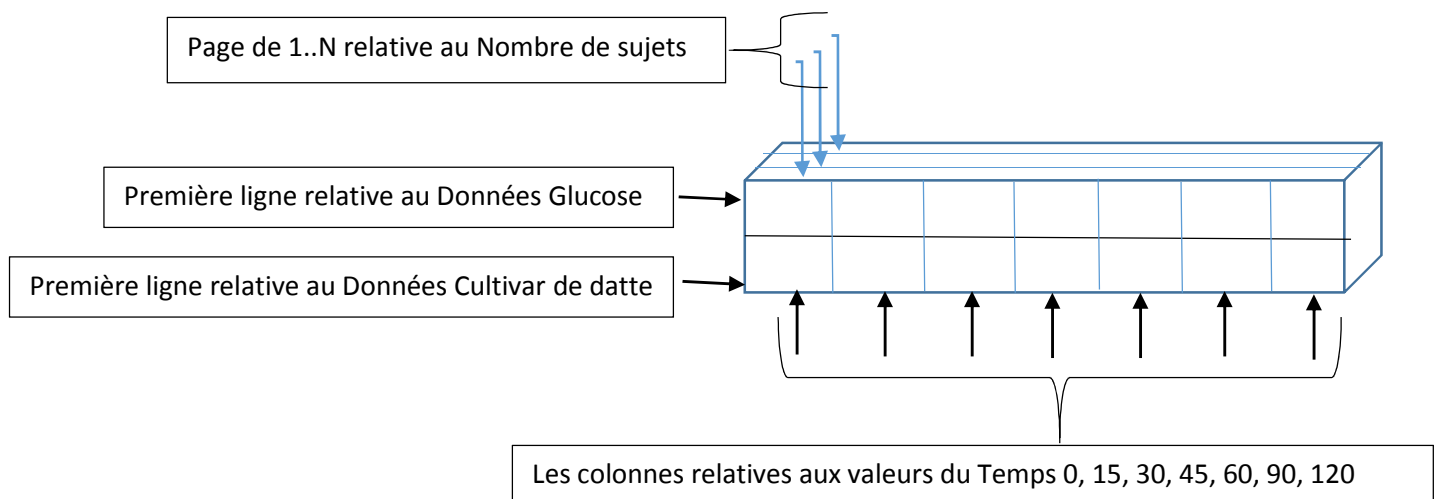 Page de 1..N relative au Nombre de sujets
Première ligne relative au Données Glucose
Première ligne relative au Données Cultivar de datte
Les colonnes relatives aux valeurs du Temps 0, 15, 30, 45, 60, 90, 120